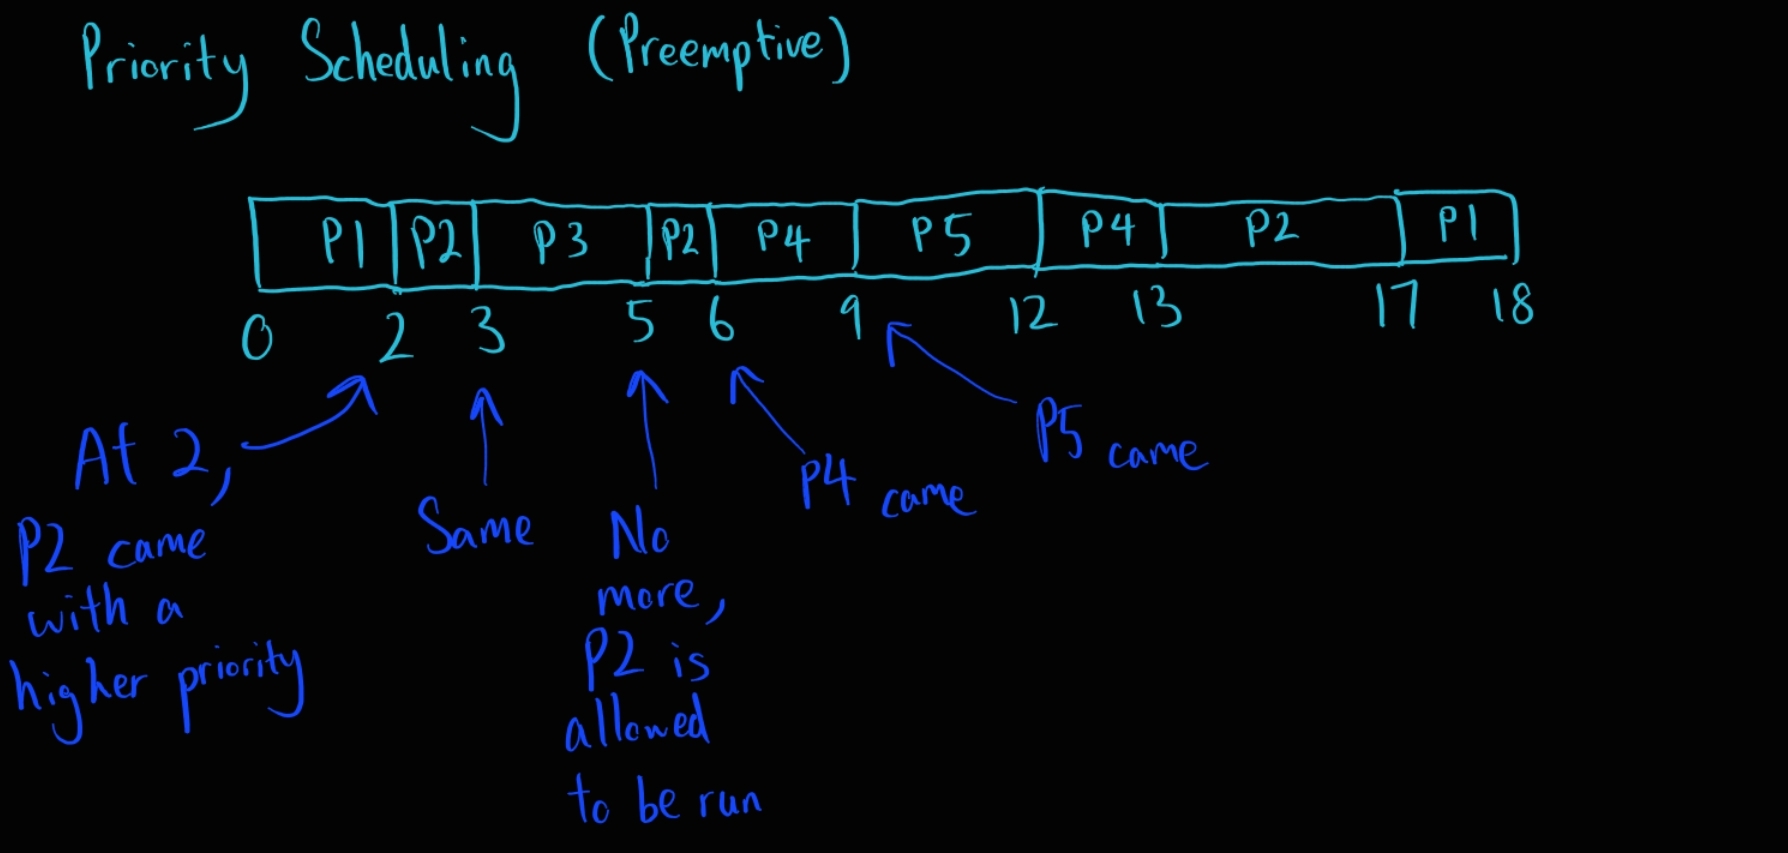 Priority Scheduling (Preemptive)
P1 P2 P3 P2 P4 P5 P4 P2 P1
0 2 3 5 6 9 12 13 17 18
At 2,
P2 came
with a
higher priority
Same
No
more,
P2 is
allowed
to be run
P4 came
P5 came